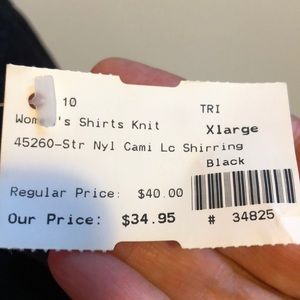 10 TRI
Women's Shirts Knit Xlarge
45260-Str Nyl Cami Lc Shirring
Black
Regular Price: $40.00
Our Price: $34.95 # 34825